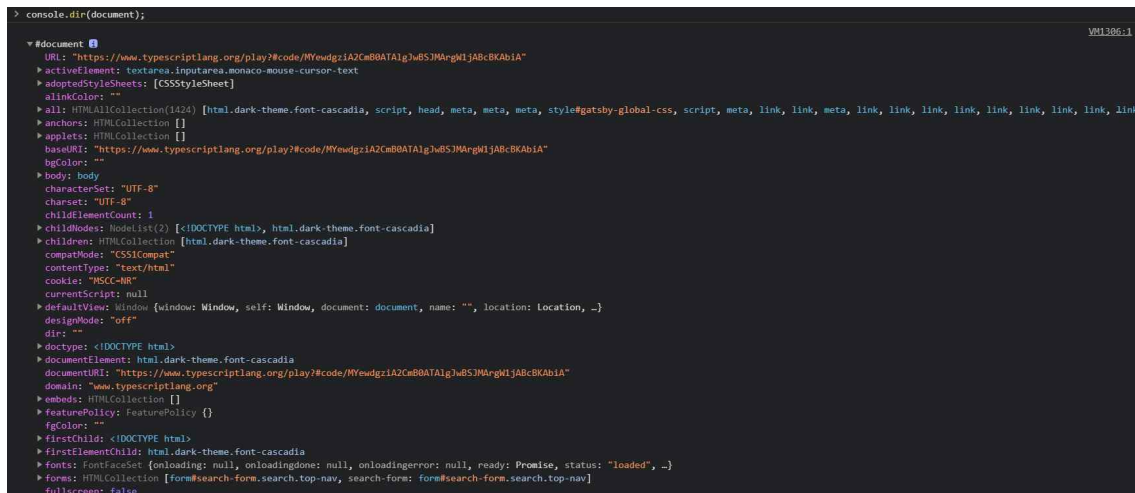 > console.dir(document);
VM1306:1
▼#document
URL: "https://www.typescriptlang.org/play?#code/MYewdgziA2CmB0ATAlgJwBSJMArgW1jABcBKAbiA"
▶activeElement: textarea.inputarea.monaco-mouse-cursor-text
▶adoptedStyleSheets: [CSSStyleSheet]
alinkColor: ""
▶all: HTMLAllCollection(1424) [html.dark-theme.font-cascadia, script, head, meta, meta, meta, style#gatsby-global-css, script, meta, link, link, meta, link, link, link, link, link, link, link, link
▶anchors: HTMLCollection []
▶applets: HTMLCollection []
baseURI: "https://www.typescriptlang.org/play?#code/MYewdgziA2CmB0ATAlgJwBSJMArgW1jABcBKAbiA"
bgColor: ""
▶body: body
characterSet: "UTF-8"
charset: "UTF-8"
childElementCount: 1
▶childNodes: NodeList(2) [<!DOCTYPE html>, html.dark-theme.font-cascadia]
▶children: HTMLCollection [html.dark-theme.font-cascadia]
compatMode: "CSS1Compat"
contentType: "text/html"
cookie: "MSCC=NR"
currentScript: null
▶defaultView: Window {window: Window, self: Window, document: document, name: "", location: Location, …}
designMode: "off"
dir: ""
▶doctype: <!DOCTYPE html>
▶documentElement: html.dark-theme.font-cascadia
documentURI: "https://www.typescriptlang.org/play?#code/MYewdgziA2CmB0ATAlgJwBSJMArgW1jABcBKAbiA"
domain: "www.typescriptlang.org"
▶embeds: HTMLCollection []
▶featurePolicy: FeaturePolicy {}
fgColor: ""
▶firstChild: <!DOCTYPE html>
▶firstElementChild: html.dark-theme.font-cascadia
▶fonts: FontFaceSet {onloading: null, onloadingdone: null, onloadingerror: null, ready: Promise, status: "loaded", …}
▶forms: HTMLCollection [form#search-form.search.top-nav, search-form: form#search-form.search.top-nav]
fullscreen: false